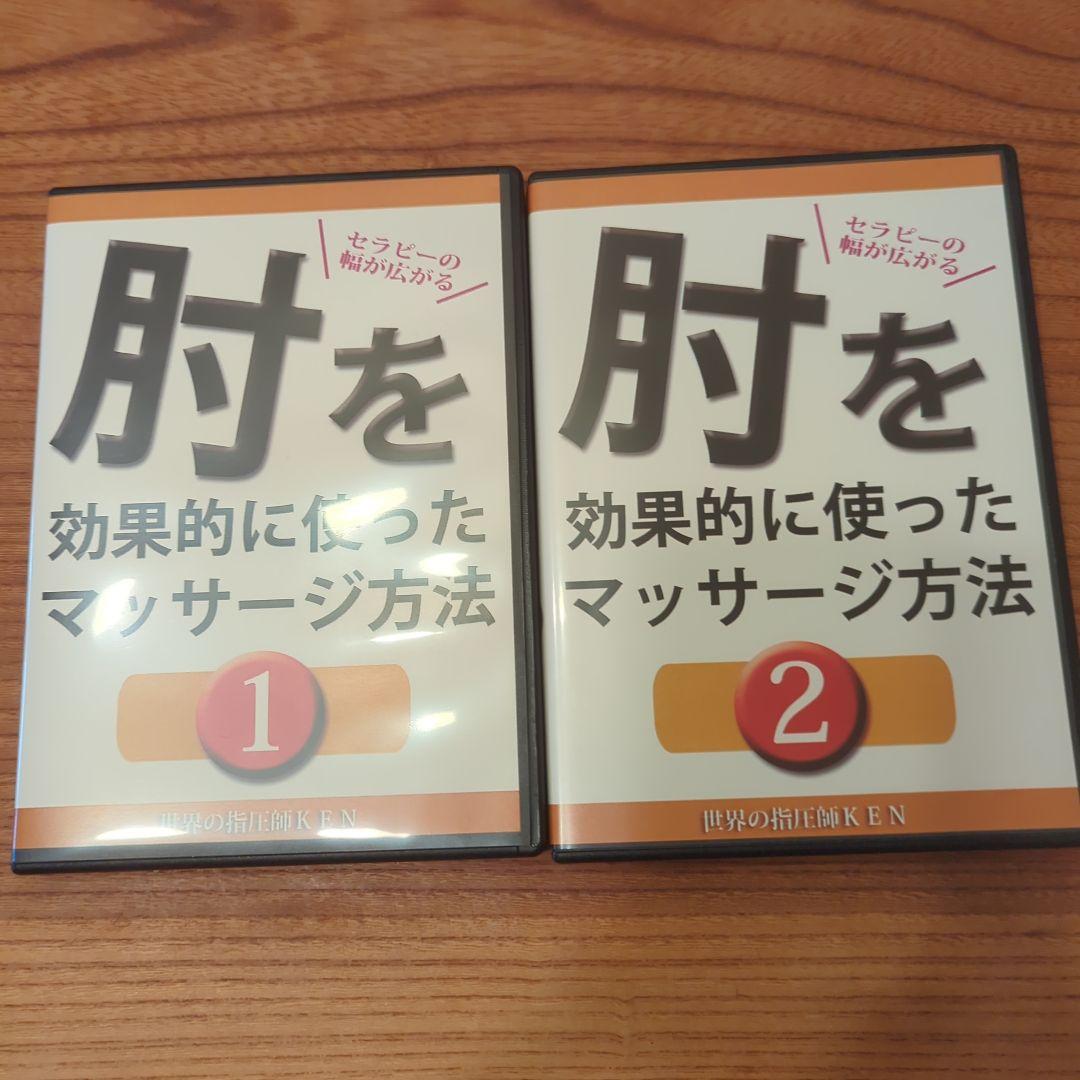 セラピーの
幅が広がる
肘を
効果的に使った
マッサージ方法
1
世界の指圧師KEN
セラピーの
幅が広がる
肘を
効果的に使った
マッサージ方法
2
世界の指圧師KEN